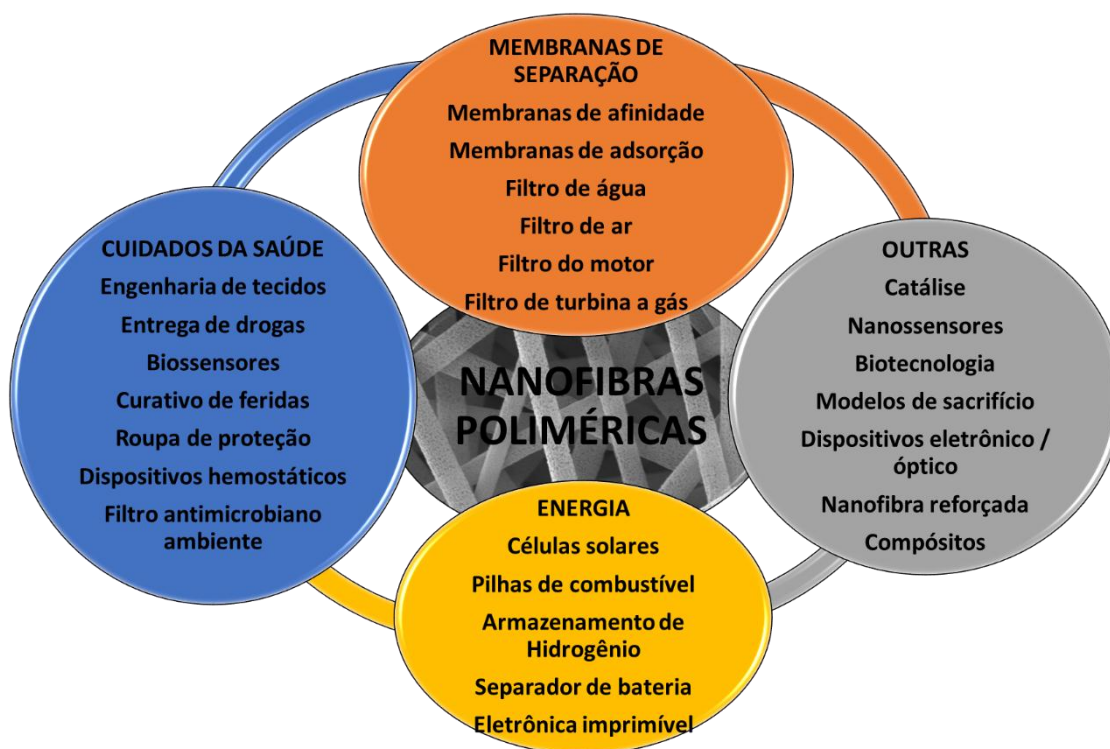 MEMBRANAS DE
SEPARAÇÃO
Membranas de afinidade
Membranas de adsorção
Filtro de água
Filtro de ar
Filtro do motor
Filtro de turbina a gás
CUIDADOS DA SAÚDE
Engenharia de tecidos
Entrega de drogas
Biossensores
Curativo de feridas
Roupa de proteção
Dispositivos hemostáticos
Filtro antimicrobiano
ambiente
NANOFIBRAS
POLIMÉRICAS
OUTRAS
Catálise
Nanossensores
Biotecnologia
Modelos de sacrifício
Dispositivos eletrônico /
óptico
Nanofibra reforçada
Compósitos
ENERGIA
Células solares
Pilhas de combustível
Armazenamento de
Hidrogênio
Separador de bateria
Eletrônica imprimível